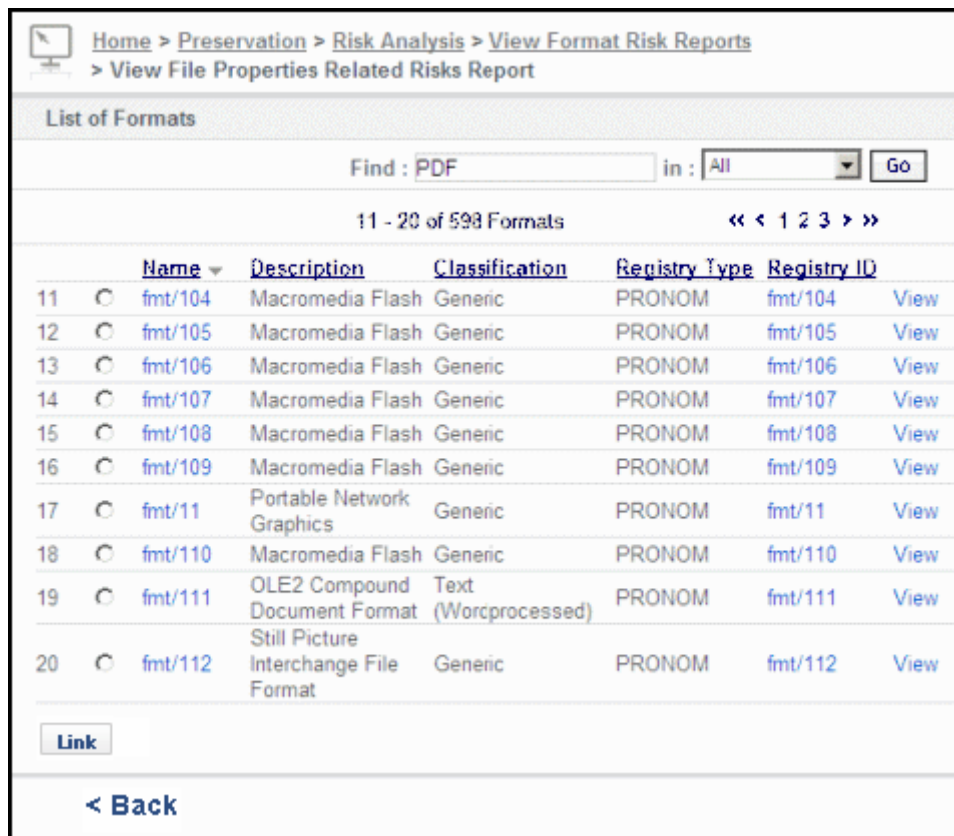 Home > Preservation > Risk Analysis > View Format Risk Reports
> View File Properties Related Risks Report
List of Formats
Find : PDF in : All Go
11 - 20 of 598 Formats << < 1 2 3 > >>
Name Description Classification Registry Type Registry ID
11 fmt/104 Macromedia Flash Generic PRONOM fmt/104 View
12 fmt/105 Macromedia Flash Generic PRONOM fmt/105 View
13 fmt/106 Macromedia Flash Generic PRONOM fmt/106 View
14 fmt/107 Macromedia Flash Generic PRONOM fmt/107 View
15 fmt/108 Macromedia Flash Generic PRONOM fmt/108 View
16 fmt/109 Macromedia Flash Generic PRONOM fmt/109 View
17 fmt/11 Portable Network Graphics Generic PRONOM fmt/11 View
18 fmt/110 Macromedia Flash Generic PRONOM fmt/110 View
19 fmt/111 OLE2 Compound Document Format Text (Wordprocessed) PRONOM fmt/111 View
20 fmt/112 Still Picture Interchange File Format Generic PRONOM fmt/112 View
Link
< Back